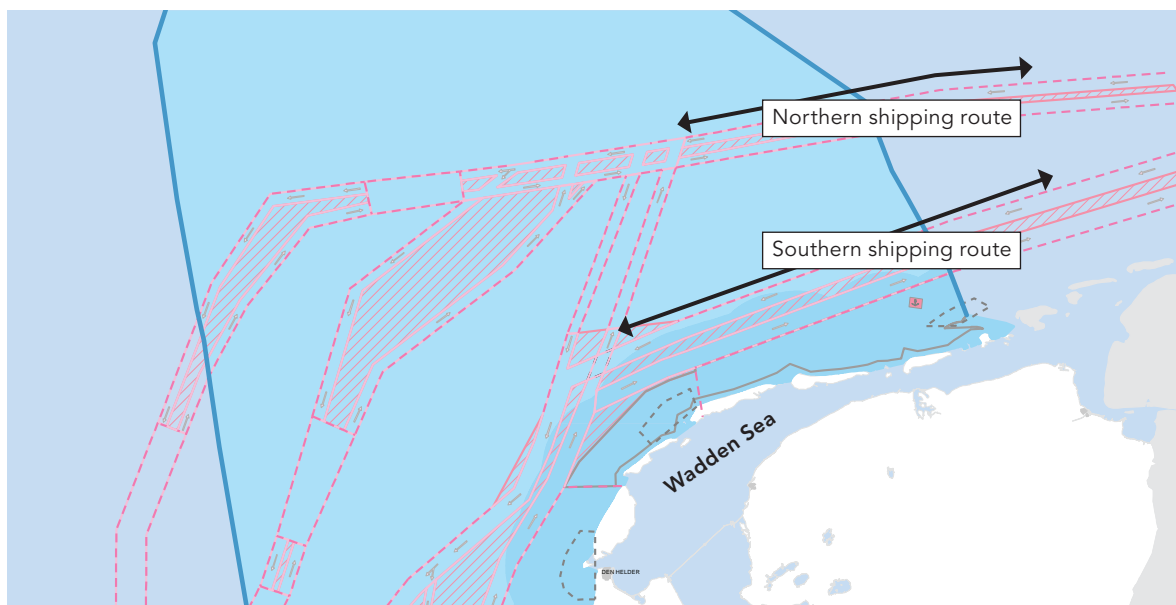 Northern shipping route
Southern shipping route
Wadden Sea
DEN HELDER